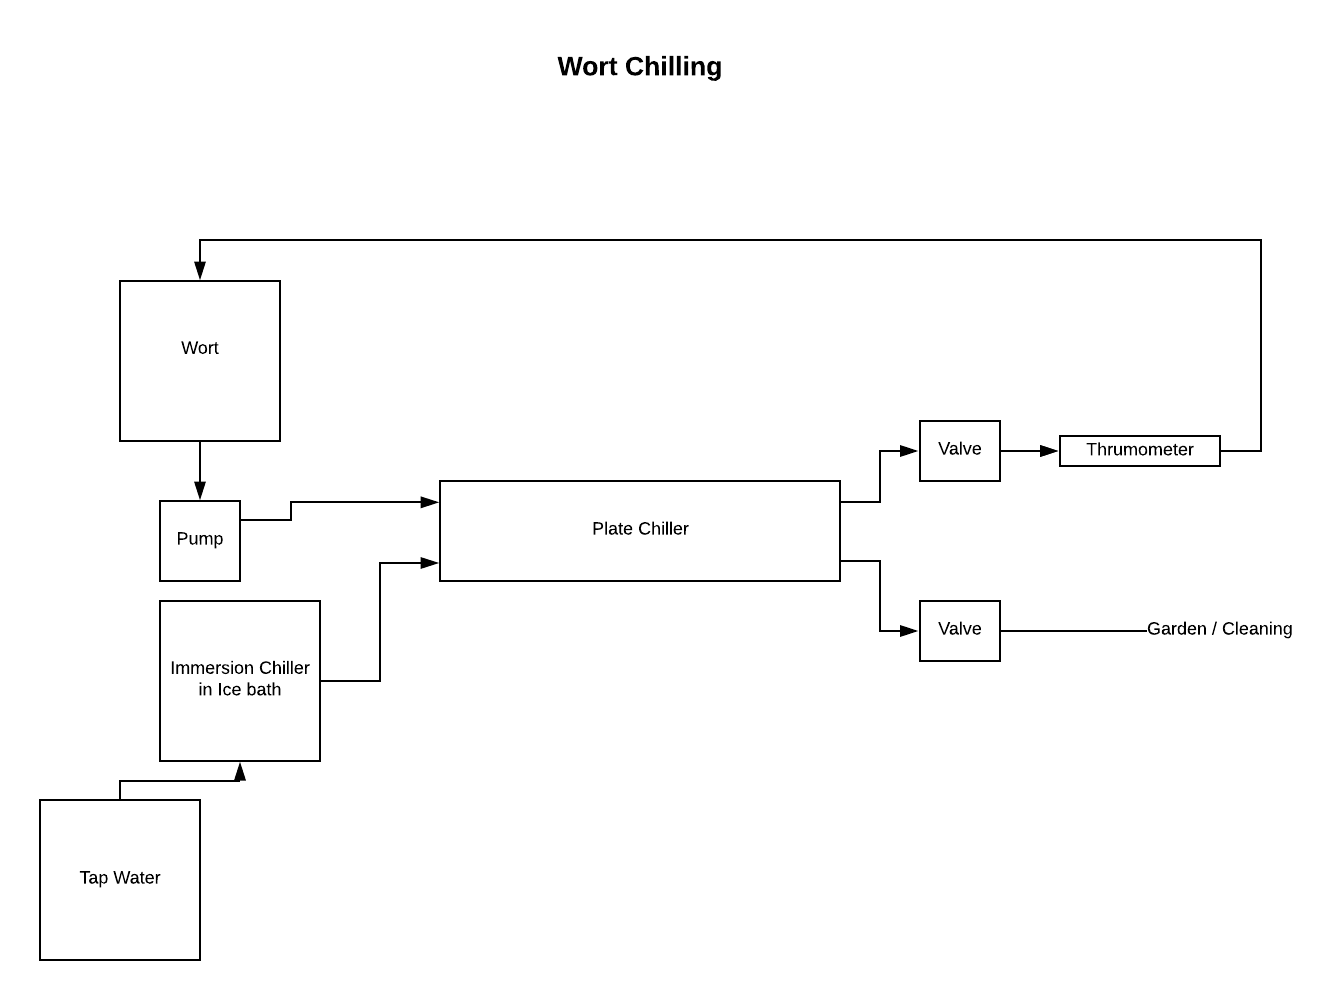 Wort Chilling
Wort
Valve
Thrumometer
Pump
Plate Chiller
Valve
Garden / Cleaning
Immersion Chiller
in Ice bath
Tap Water